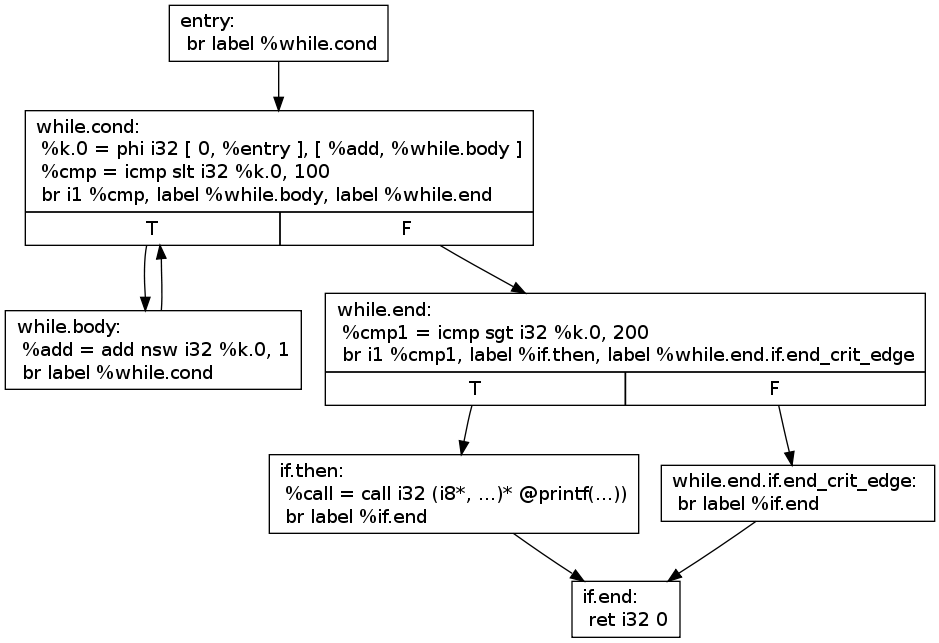 entry:
br label %while.cond
while.cond:
%k.0 = phi i32 [ 0, %entry ], [ %add, %while.body ]
%cmp = icmp slt i32 %k.0, 100
br i1 %cmp, label %while.body, label %while.end
T
F
while.body:
%add = add nsw i32 %k.0, 1
br label %while.cond
while.end:
%cmp1 = icmp sgt i32 %k.0, 200
br i1 %cmp1, label %if.then, label %while.end.if.end_crit_edge
T
F
if.then:
%call = call i32 (i8*, ...)* @printf(...))
br label %if.end
while.end.if.end_crit_edge:
br label %if.end
if.end:
ret i32 0